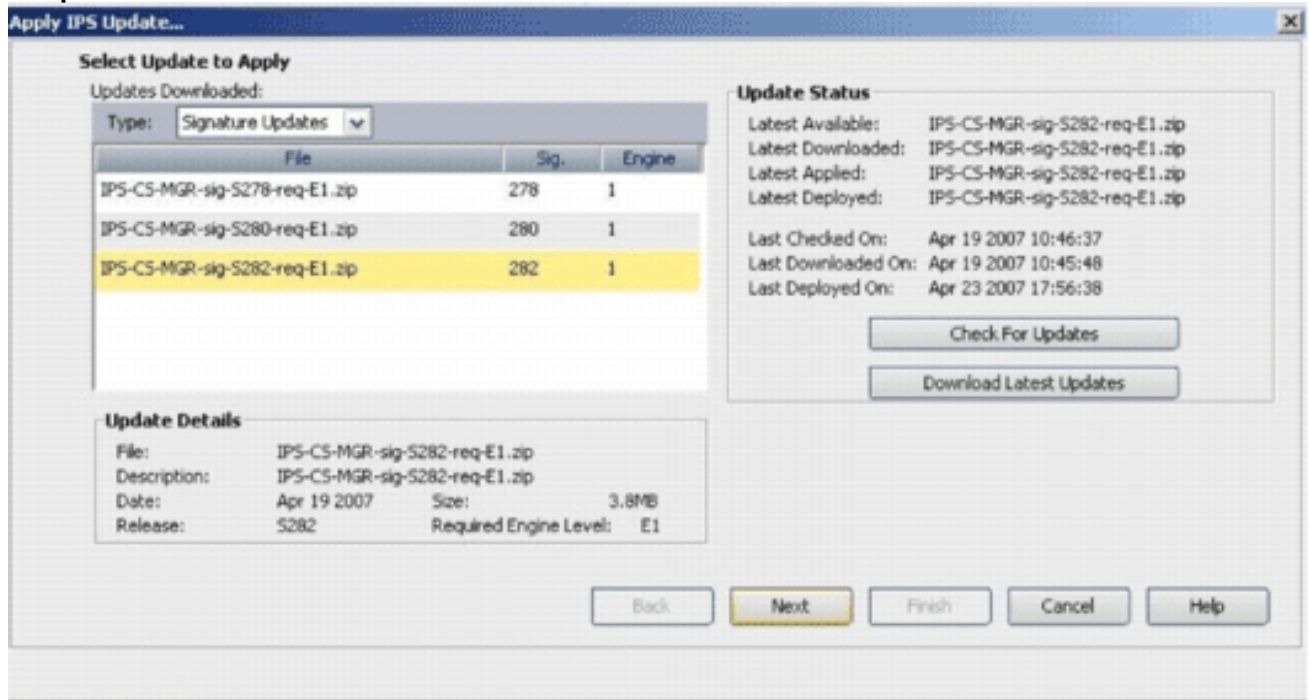 Apply IPS Update...
Select Update to Apply
Updates Downloaded:
Type: Signature Updates
File Sig. Engine
IPS-CS-MGR-sig-S278-req-E1.zip 278 1
IPS-CS-MGR-sig-S280-req-E1.zip 280 1
IPS-CS-MGR-sig-S282-req-E1.zip 282 1
Update Status
Latest Available: IPS-CS-MGR-sig-S282-req-E1.zip
Latest Downloaded: IPS-CS-MGR-sig-S282-req-E1.zip
Latest Applied: IPS-CS-MGR-sig-S282-req-E1.zip
Latest Deployed: IPS-CS-MGR-sig-S282-req-E1.zip
Last Checked On: Apr 19 2007 10:46:37
Last Downloaded On: Apr 19 2007 10:45:48
Last Deployed On: Apr 23 2007 17:56:38
Check For Updates
Download Latest Updates
Update Details
File: IPS-CS-MGR-sig-S282-req-E1.zip
Description: IPS-CS-MGR-sig-S282-req-E1.zip
Date: Apr 19 2007 Size: 3.8MB
Release: S282 Required Engine Level: E1
Back Next Finish Cancel Help